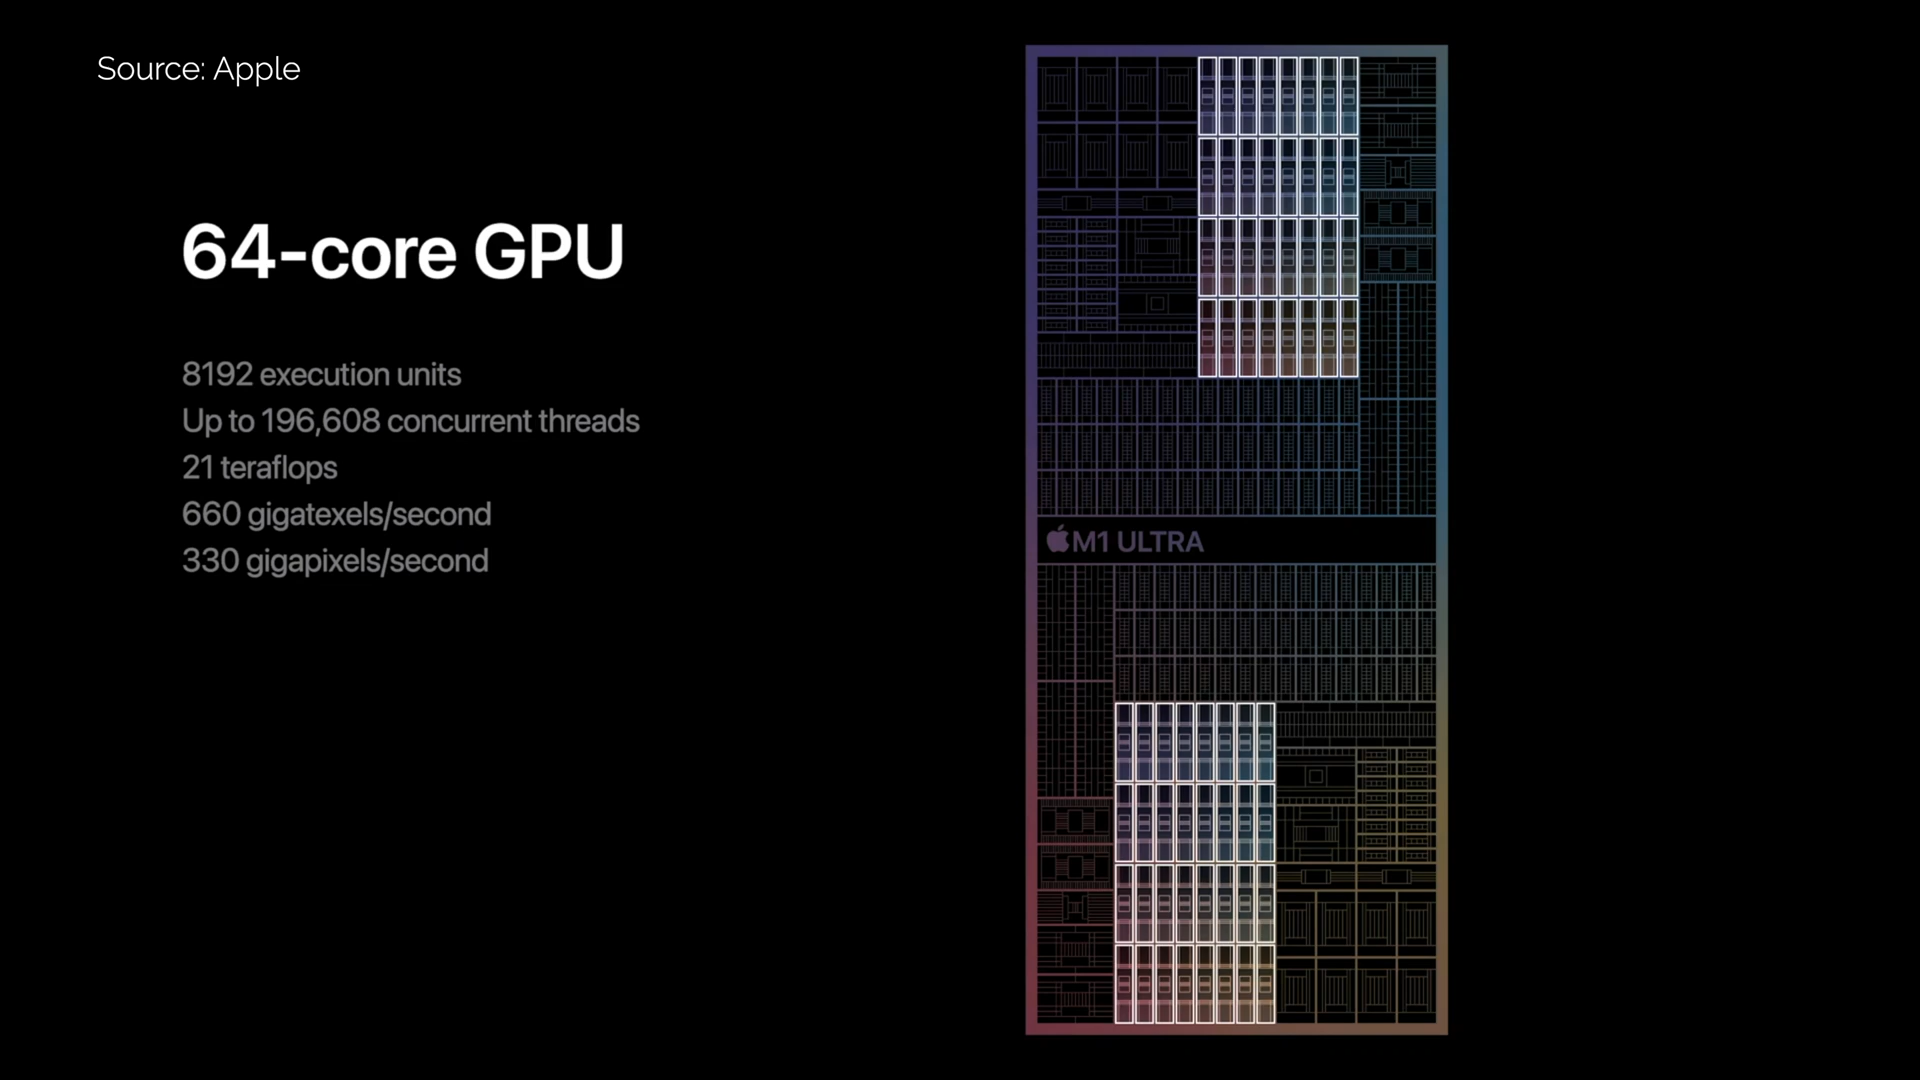 Source: Apple
64-core GPU
8192 execution units
Up to 196,608 concurrent threads
21 teraflops
660 gigatexels/second
330 gigapixels/second
M1 ULTRA